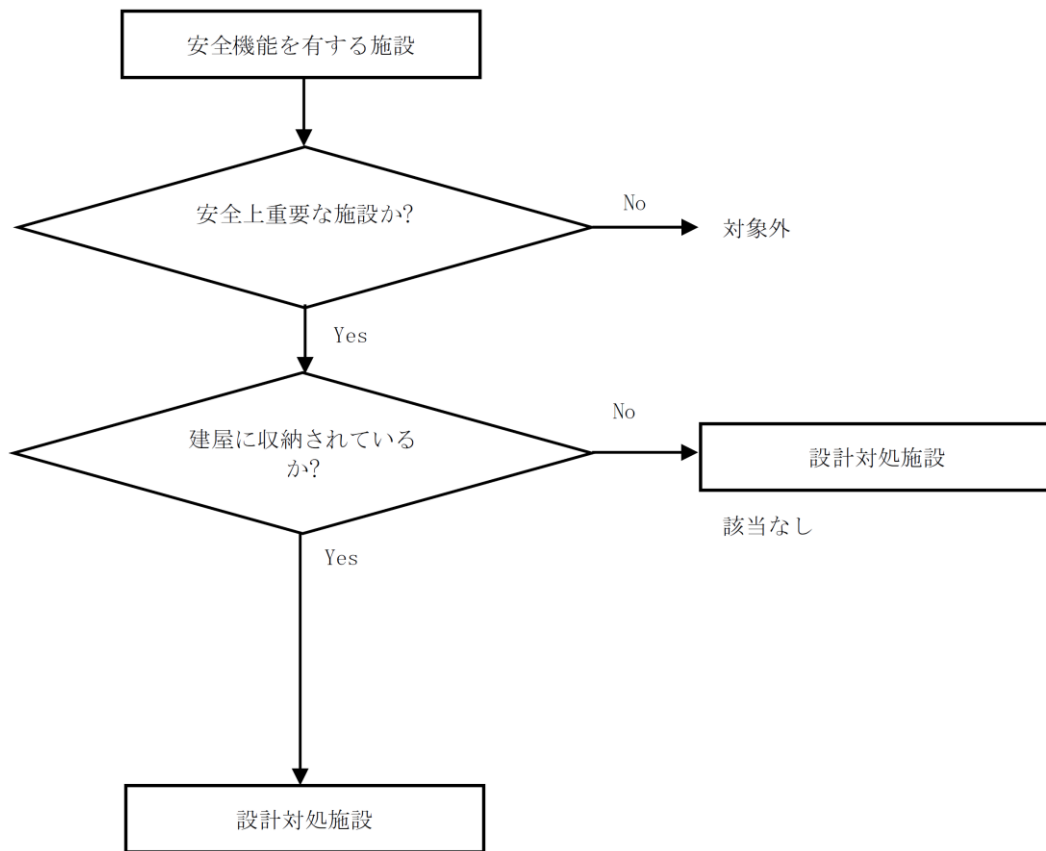 安全機能を有する施設
安全上重要な施設か?
No
対象外
Yes
建屋に収納されている
か?
No
設計対処施設
該当なし
Yes
設計対処施設